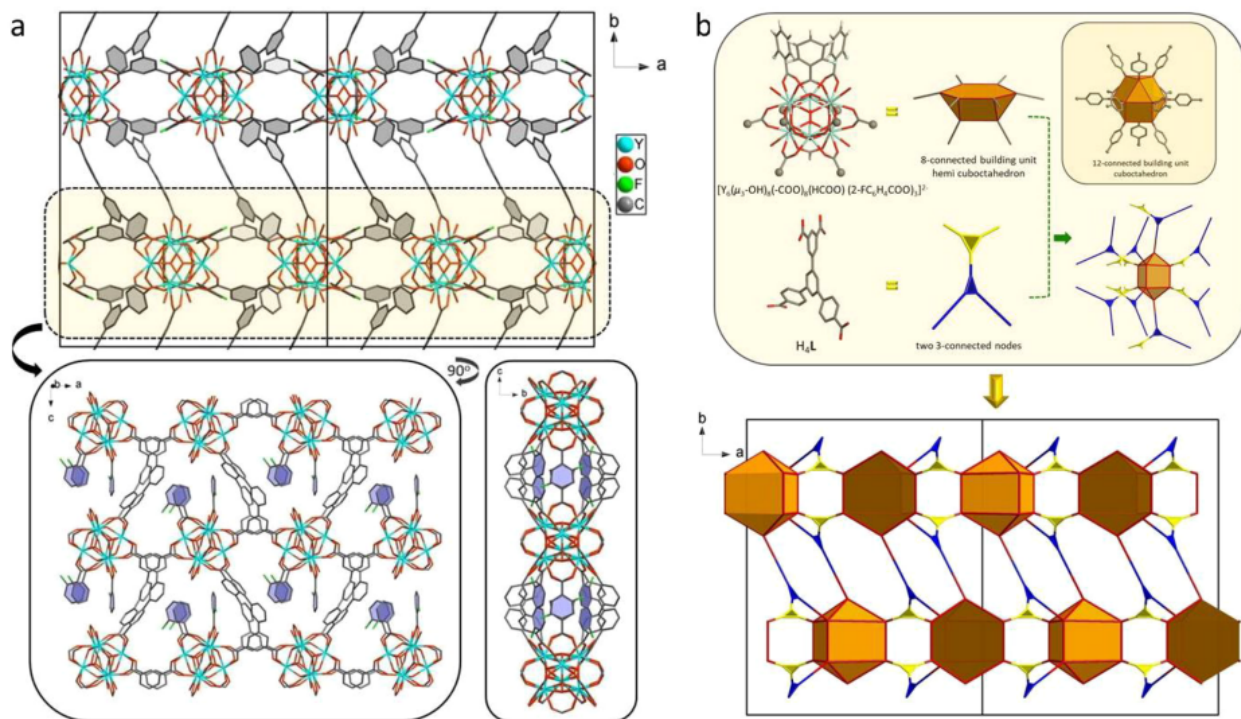 a
b
a
Y
O
F
C
90°
b a
c
c
b
b
=
8-connected building unit
hemi cuboctahedron
12-connected building unit
cuboctahedron
[Y₆(μ₃-OH)₈(-COO)₈(HCOO) (2-FC₆H₄COO)₃]²⁻
=
H₄L
two 3-connected nodes
b
a